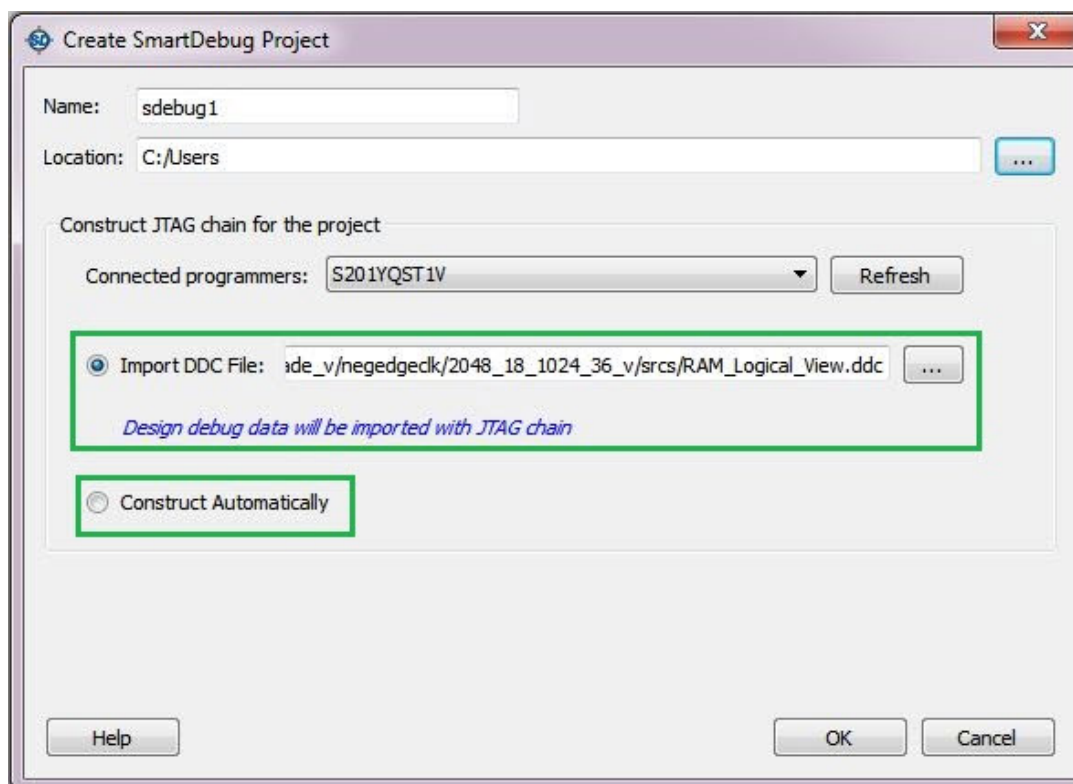 Create SmartDebug Project
Name: sdebug1
Location: C:/Users ...
Construct JTAG chain for the project
Connected programmers: S201YQST1V Refresh
Import DDC File: ade_v/negedgeclk/2048_18_1024_36_v/srcs/RAM_Logical_View.ddc ...
Design debug data will be imported with JTAG chain
Construct Automatically
Help OK Cancel